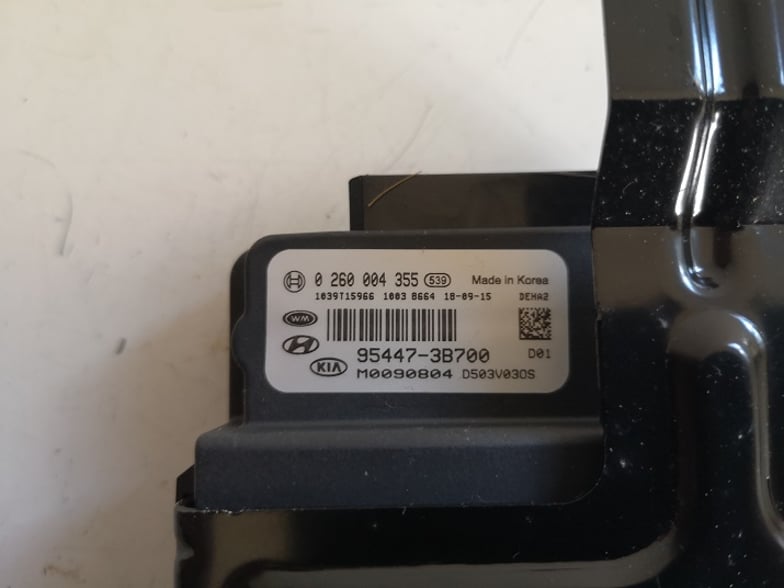 0 260 004 355 539 Made in Korea
1039T15966 1003 8664 18-09-15 DEHA2
WM
95447-3B700 D01
KIA M0090804 D503V030S